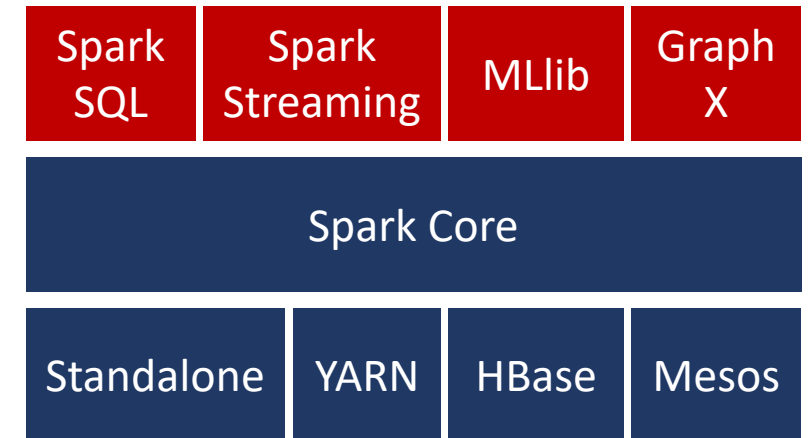 Spark
SQL
Spark
Streaming
MLlib
Graph
X
Spark Core
Standalone
YARN
HBase
Mesos